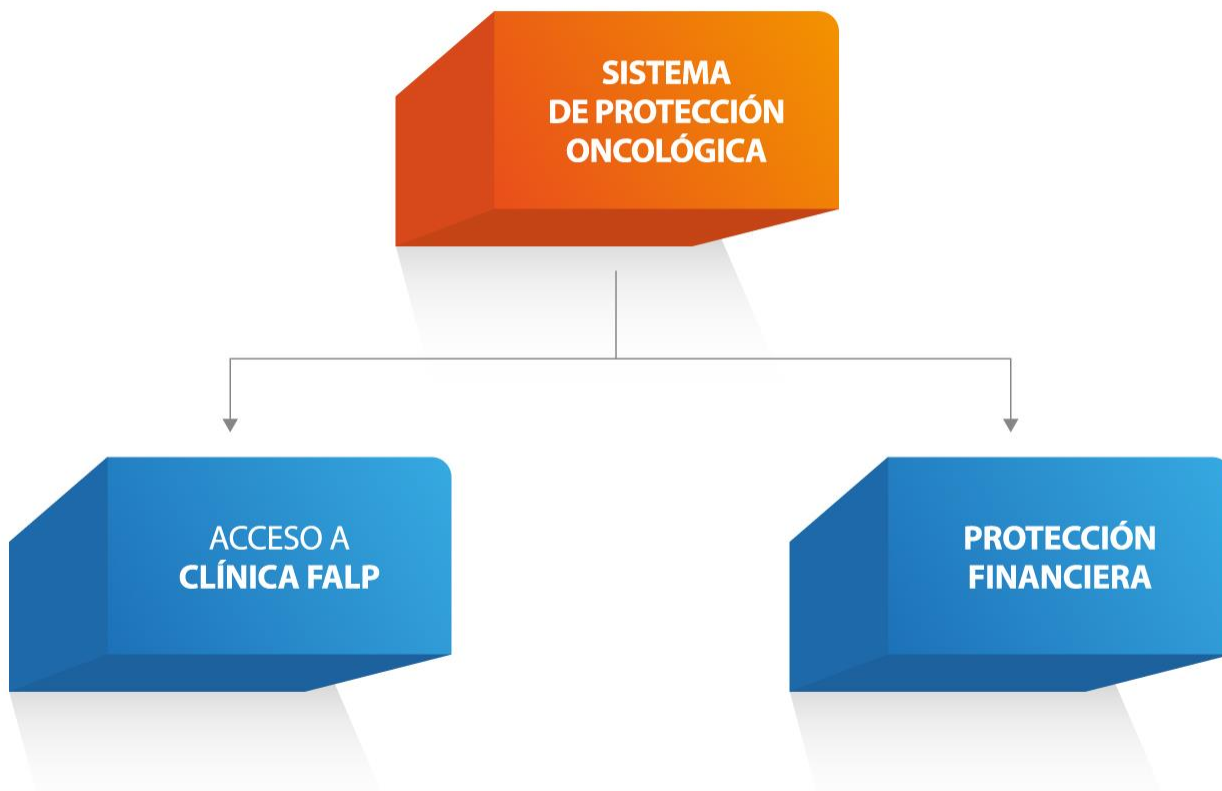 SISTEMA
DE PROTECCIÓN
ONCOLÓGICA
ACCESO A
CLÍNICA FALP
PROTECCIÓN
FINANCIERA